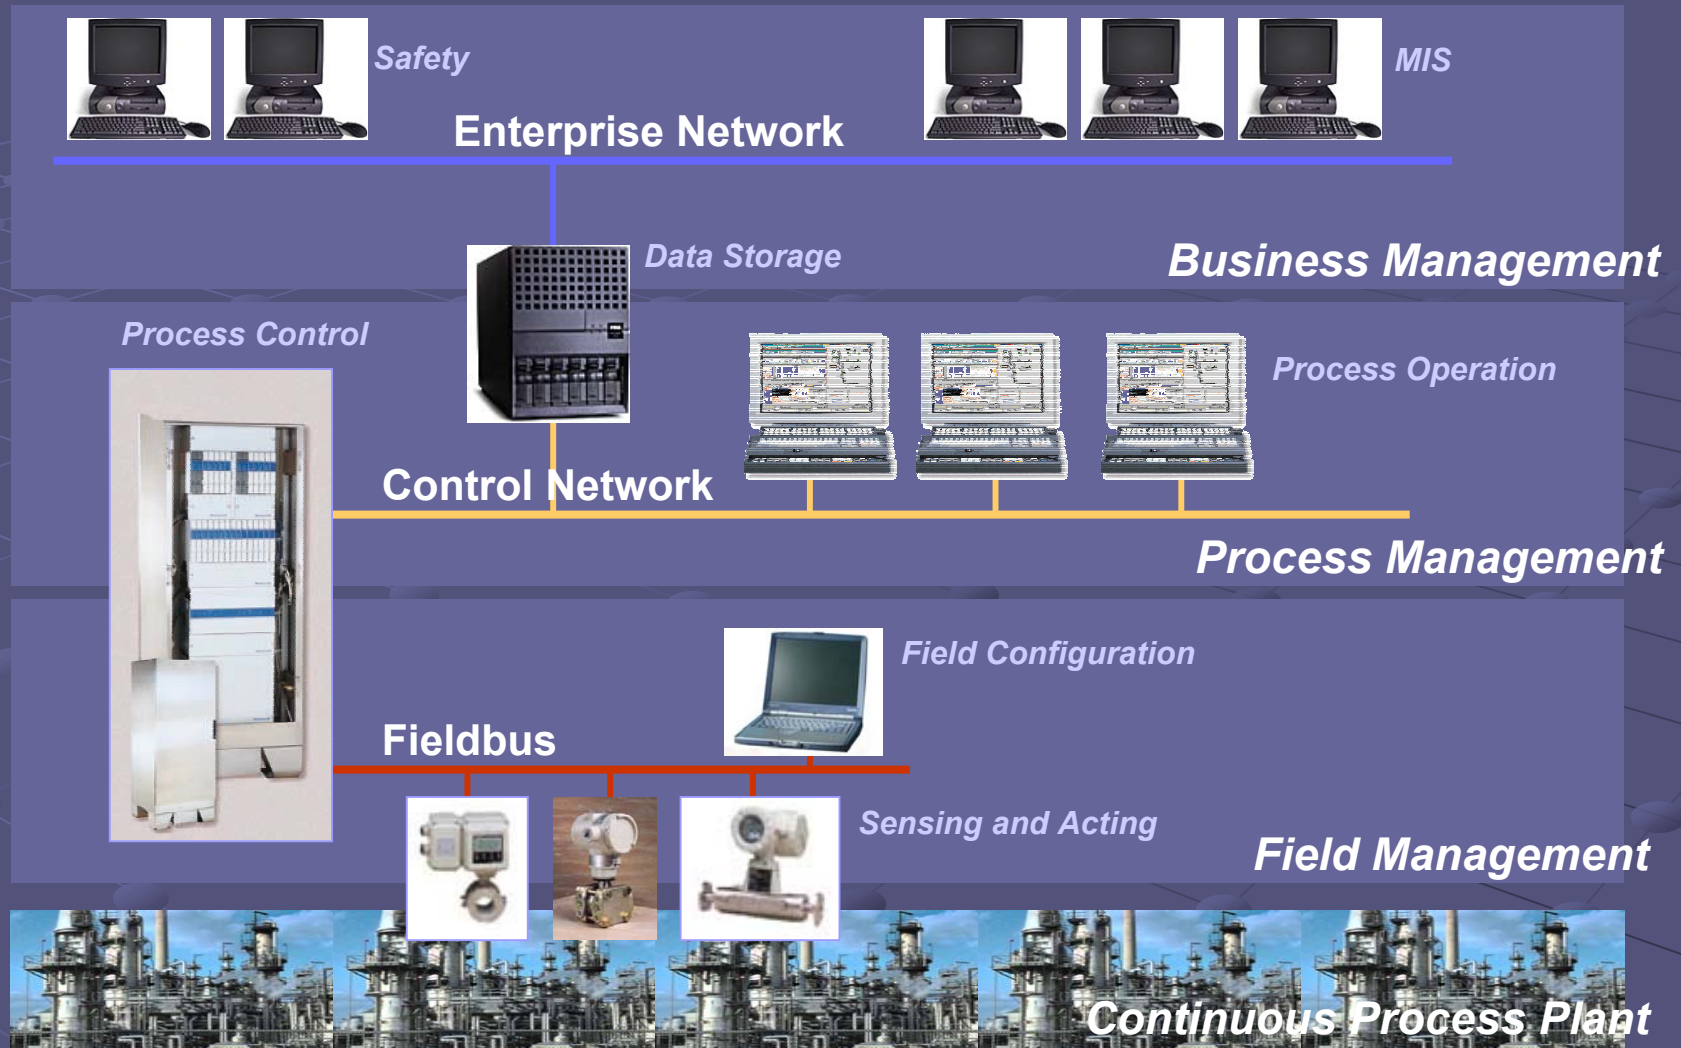 Safety
MIS
Enterprise Network
Data Storage
Business Management
Process Control
Process Operation
Control Network
Process Management
Field Configuration
Fieldbus
Sensing and Acting
Field Management
Continuous Process Plant